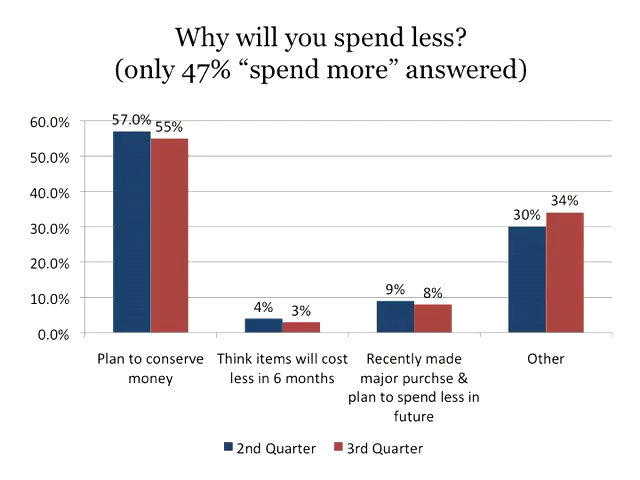 Why will you spend less?
(only 47% “spend more” answered)
60.0%
50.0%
40.0%
30.0%
20.0%
10.0%
0.0%
57.0%
55%
4%
3%
9%
8%
30%
34%
Plan to conserve
money
Think items will cost
less in 6 months
Recently made
major purchse &
plan to spend less in
future
Other
2nd Quarter
3rd Quarter